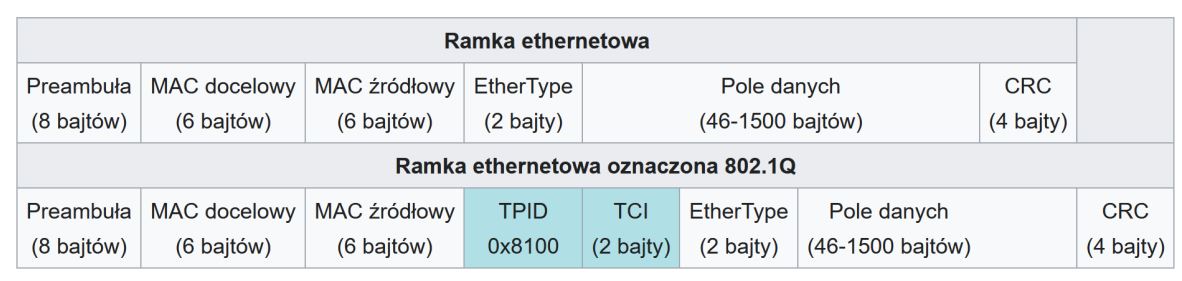 Ramka ethernetowa
Preambuła MAC docelowy MAC źródłowy EtherType Pole danych CRC
(8 bajtów) (6 bajtów) (6 bajtów) (2 bajty) (46-1500 bajtów) (4 bajty)
Ramka ethernetowa oznaczona 802.1Q
Preambuła MAC docelowy MAC źródłowy TPID TCI EtherType Pole danych CRC
(8 bajtów) (6 bajtów) (6 bajtów) 0x8100 (2 bajty) (2 bajty) (46-1500 bajtów) (4 bajty)